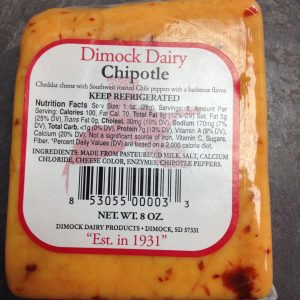 Dimock Dairy
Chipotle
Cheddar cheese with Southwest roasted Chile peppers with a barbecue flavor.
KEEP REFRIGERATED
Nutrition Facts Serv. Size: 1 oz. (28g), Servings: 8, Amount Per
Serving: Calories 100, Fat Cal. 70, Total Fat 8g (12% DV), Sat. Fat 5g
(25% DV), Trans Fat 0g, Cholest. 30mg (10% DV), Sodium 170mg (7%
DV), Total Carb. <1g (0% DV), Protein 7g (13% DV), Vitamin A (6% DV),
Calcium (20% DV). Not a significant source of Iron, Vitamin C, Sugars,
Fiber. *Percent Daily Values (DV) are based on a 2,000 calorie diet.
INGREDIENTS: MADE FROM PASTEURIZED MILK, SALT, CALCIUM
CHLORIDE, CHEESE COLOR, ENZYMES, CHIPOTLE PEPPERS.
8 53055 00003 3
NET WT. 8 OZ.
DIMOCK DAIRY PRODUCTS • DIMOCK, SD 57331
"Est. in 1931"